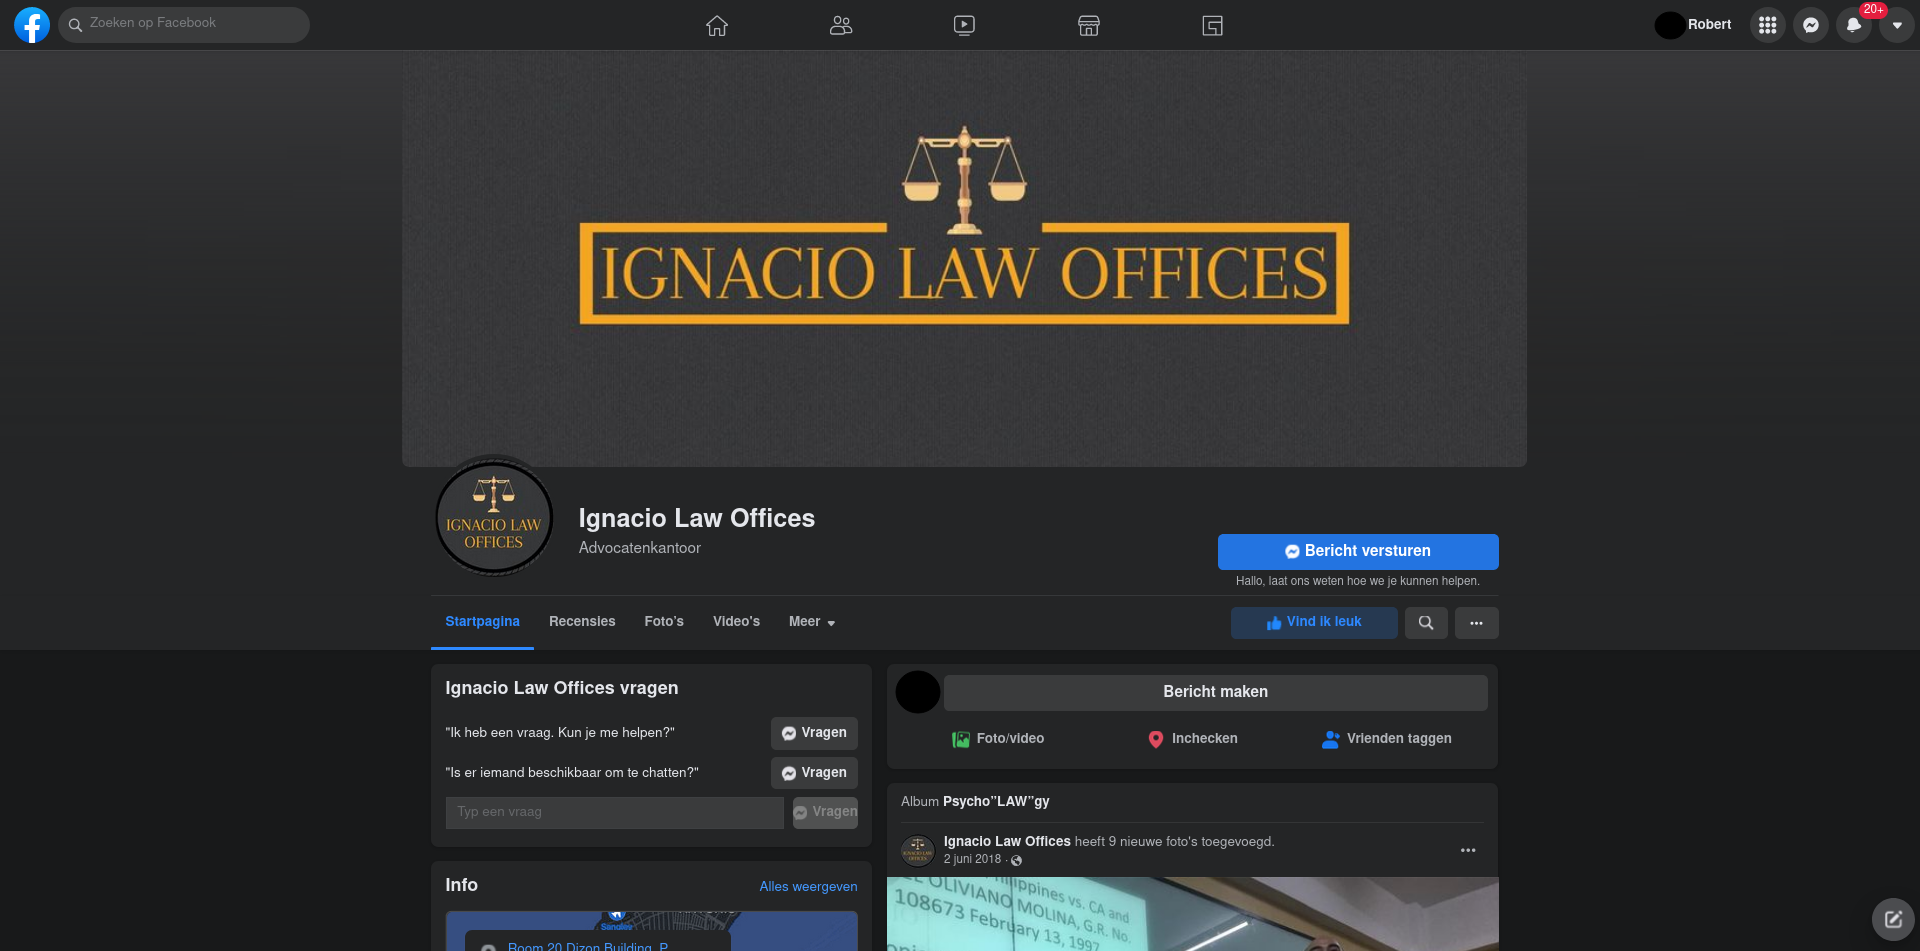 Zoeken op Facebook
Robert
20+
IGNACIO LAW OFFICES
IGNACIO LAW
OFFICES
Ignacio Law Offices
Advocatenkantoor
Bericht versturen
Hallo, laat ons weten hoe we je kunnen helpen.
Startpagina
Recensies
Foto's
Video's
Meer
Vind ik leuk
Ignacio Law Offices vragen
"Ik heb een vraag. Kun je me helpen?"
Vragen
"Is er iemand beschikbaar om te chatten?"
Vragen
Typ een vraag
Vragen
Info
Alles weergeven
Room 20 Dizon Building, P
Bericht maken
Foto/video
Inchecken
Vrienden taggen
Album Psycho”LAW”gy
Ignacio Law Offices heeft 9 nieuwe foto's toegevoegd.
2 juni 2018 ·
Philippines vs. CA and
OLIVIANO MOLINA, G.R. No.
108673 February 13, 1997